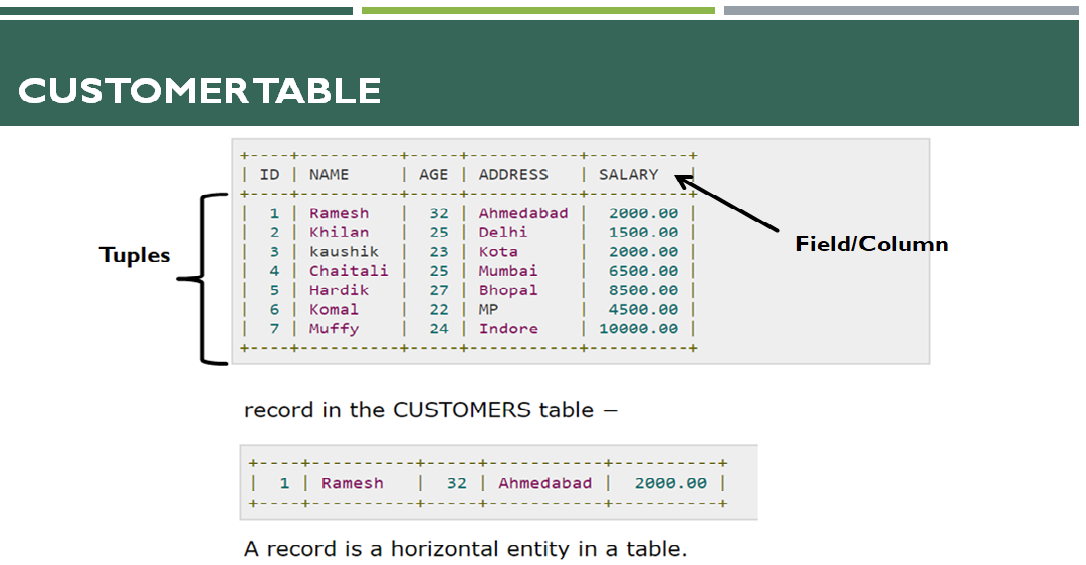 CUSTOMER TABLE
+----+----------+-----+-----------+----------+
| ID | NAME     | AGE | ADDRESS   | SALARY   |
+----+----------+-----+-----------+----------+
|  1 | Ramesh   |  32 | Ahmedabad |  2000.00 |
|  2 | Khilan   |  25 | Delhi     |  1500.00 |
|  3 | kaushik  |  23 | Kota      |  2000.00 |
|  4 | Chaitali |  25 | Mumbai    |  6500.00 |
|  5 | Hardik   |  27 | Bhopal    |  8500.00 |
|  6 | Komal    |  22 | MP        |  4500.00 |
|  7 | Muffy    |  24 | Indore    | 10000.00 |
+----+----------+-----+-----------+----------+
Tuples
Field/Column
record in the CUSTOMERS table –
+----+----------+-----+-----------+----------+
|  1 | Ramesh   |  32 | Ahmedabad |  2000.00 |
+----+----------+-----+-----------+----------+
A record is a horizontal entity in a table.